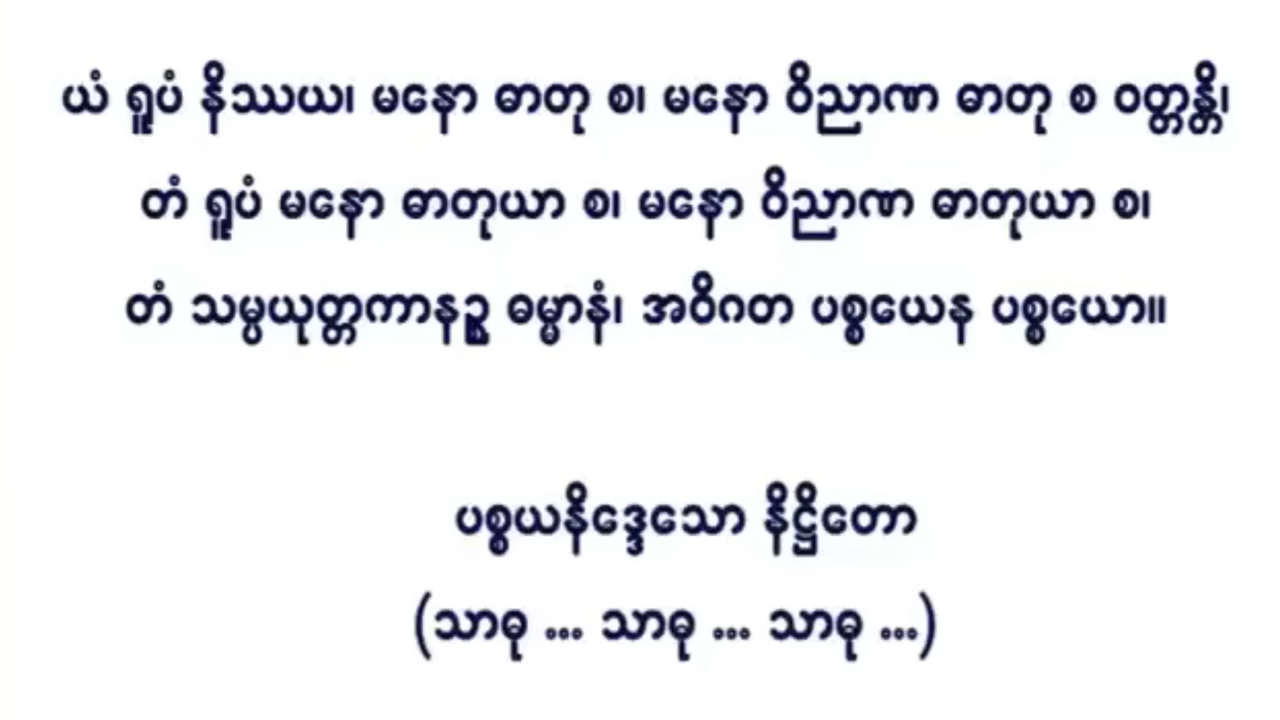 ယံ ရူပံ နိဿယ၊ မနော ဓာတု စ၊ မနော ဝိညာဏ ဓာတု စ ဝတ္တန္တိ၊
တံ ရူပံ မနော ဓာတုယာ စ၊ မနော ဝိညာဏ ဓာတုယာ စ၊
တံ သမ္ပယုတ္တကာနဉ္စ ဓမ္မာနံ၊ အဝိဂတ ပစ္စယေန ပစ္စယော။
ပစ္စယနိဒ္ဒေသော နိဋ္ဌိတော
(သာဓု ... သာဓု ... သာဓု ...)